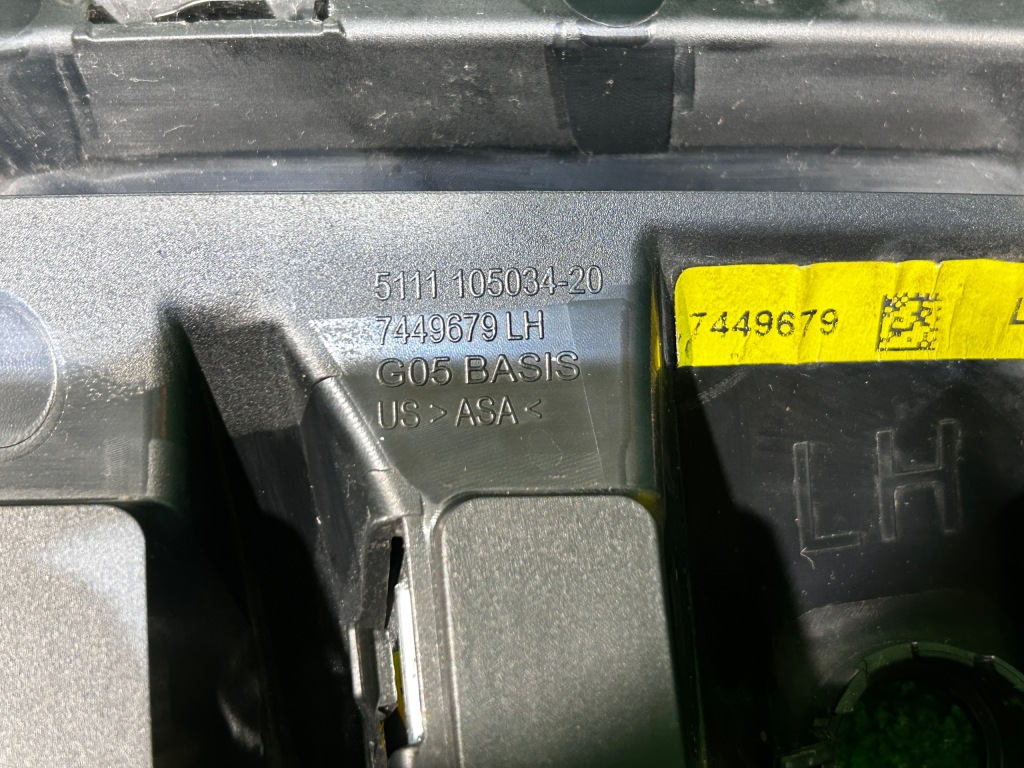 5111 105034-20
7449679 LH
G05 BASIS
US > ASA <
7449679
LH